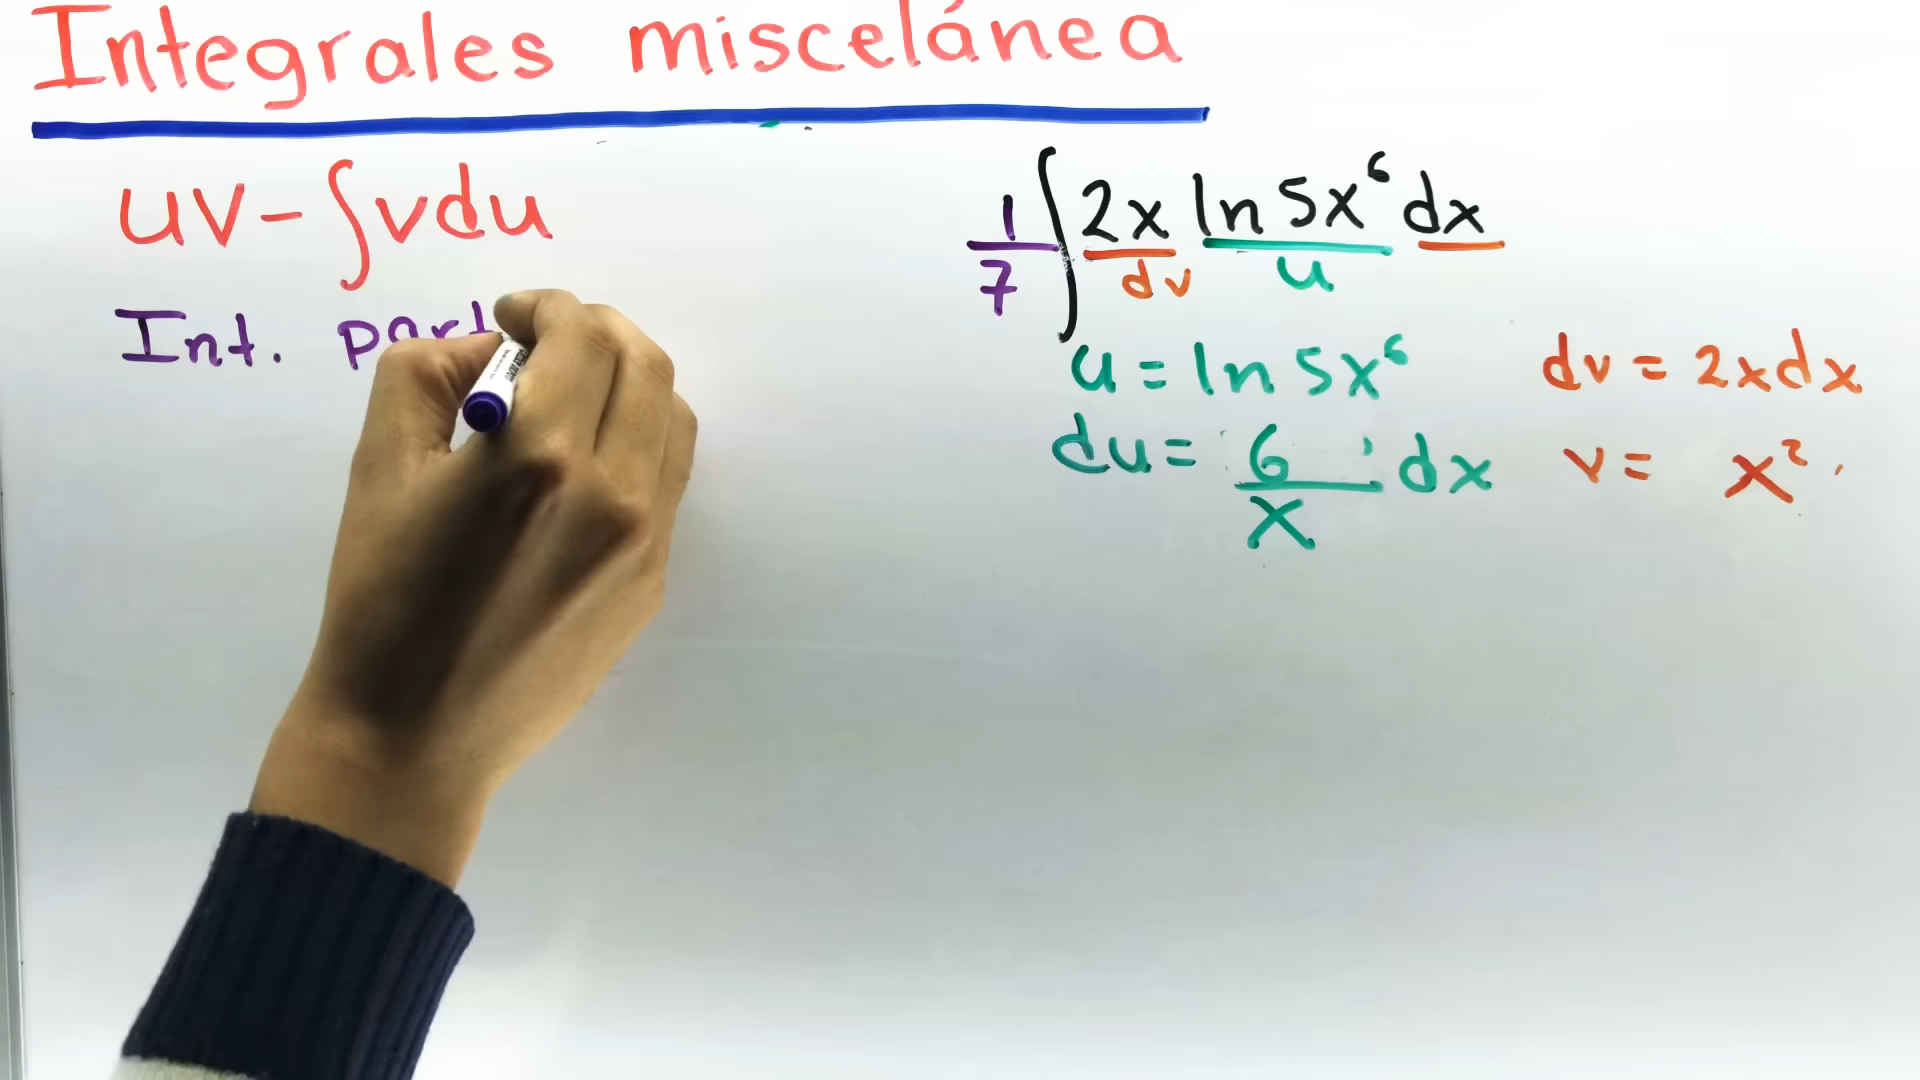 Integrales miscelánea
uv - ∫vdu
Int. part
1/7 ∫ 2x ln 5x⁶ dx
dv u
u = ln 5x⁶ dv = 2xdx
du = 6/x dx v = x²